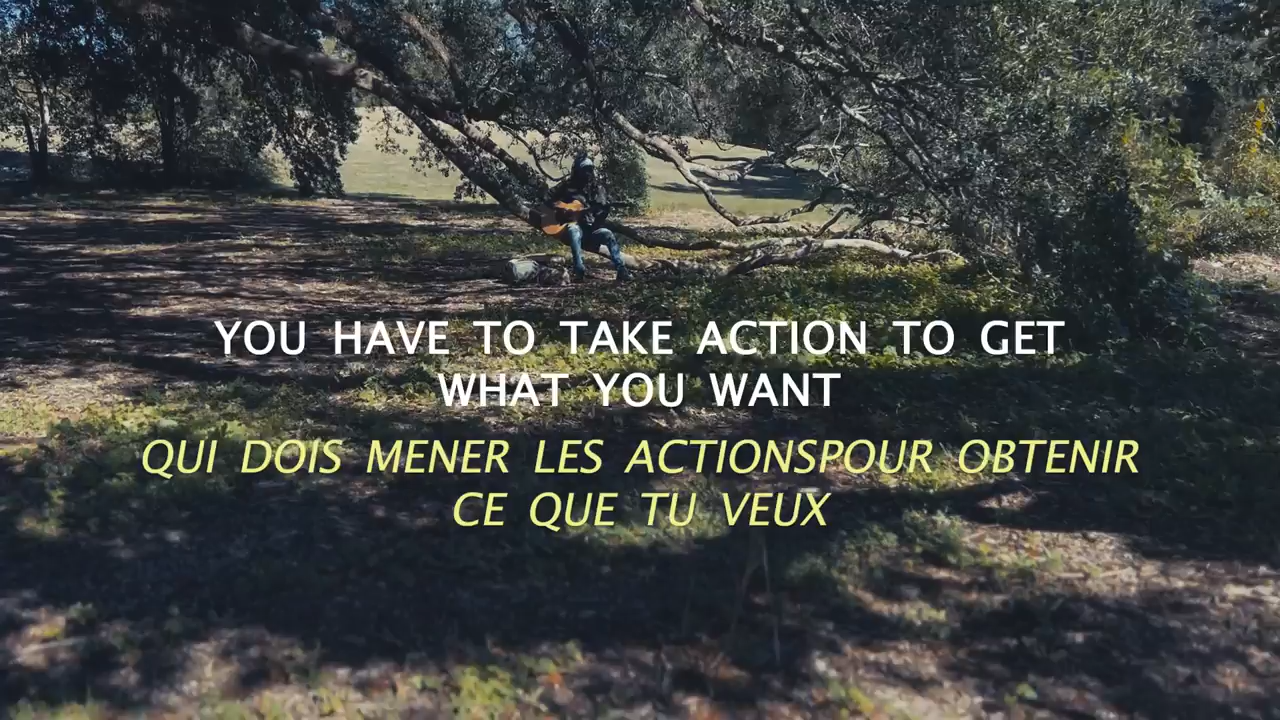 YOU HAVE TO TAKE ACTION TO GET
WHAT YOU WANT
QUI DOIS MENER LES ACTIONSPOUR OBTENIR
CE QUE TU VEUX